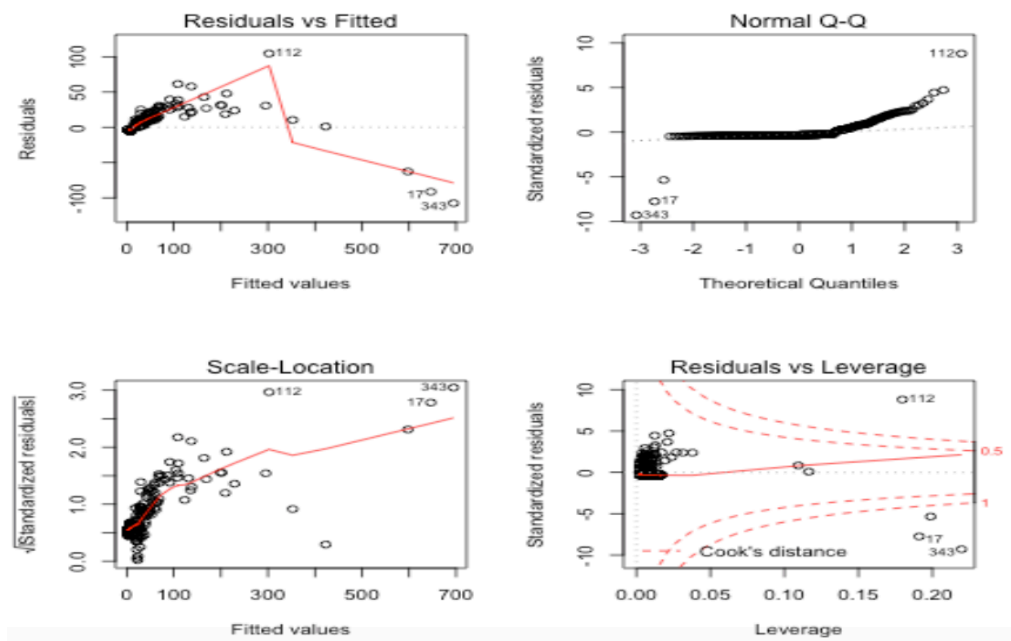 Residuals vs Fitted
Residuals
100
50
0
-100
112
17
343
0 100 300 500 700
Fitted values
Normal Q-Q
Standardized residuals
10
5
0
-5
-10
112
17
343
-3 -2 -1 0 1 2 3
Theoretical Quantiles
Scale-Location
√|Standardized residuals|
3.0
2.0
1.0
0.0
112
343
17
0 100 300 500 700
Fitted values
Residuals vs Leverage
Standardized residuals
10
5
0
-5
-10
112
0.5
1
17
343
Cook's distance
0.00 0.05 0.10 0.15 0.20
Leverage